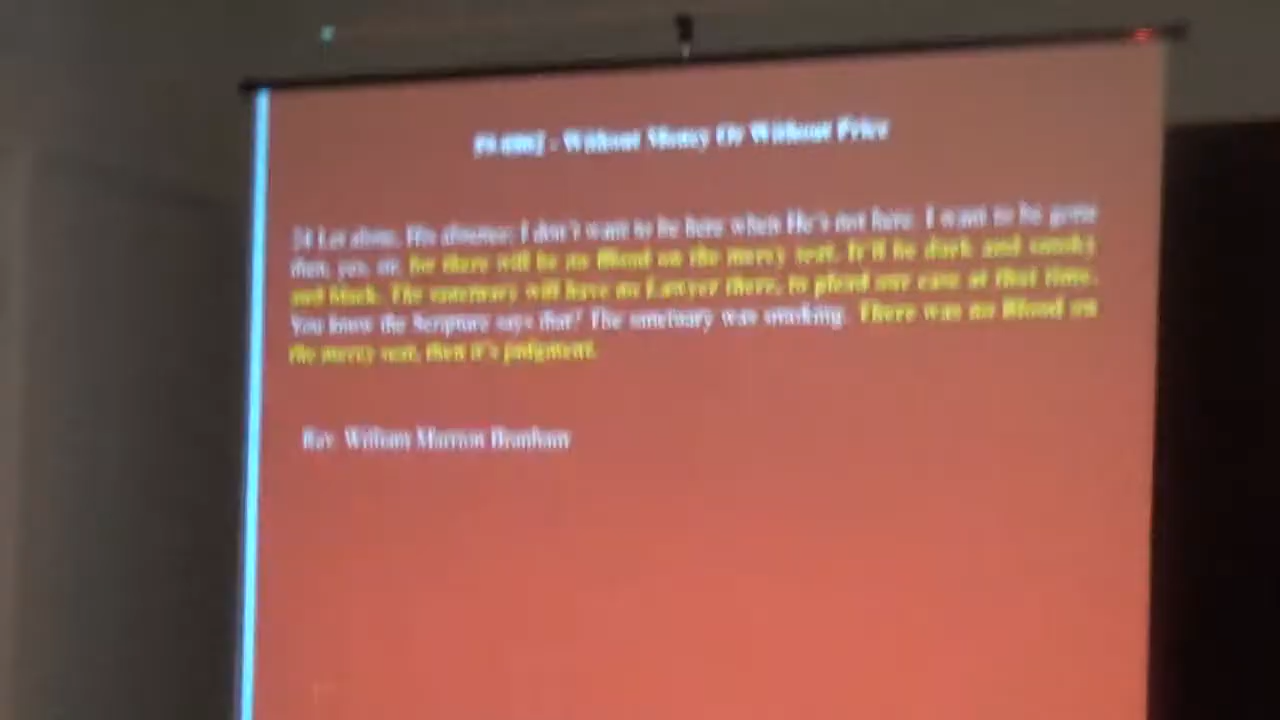 - Without Money Or Without Price
24 Let alone, His absence; I don't want to be here when He's not here. I want to be gone
then, yes, sir, for there will be no Blood on the mercy seat. It'll be dark and smoky
and black. The sanctuary will have no Lawyer there, to plead our case at that time.
You know the Scripture says that? The sanctuary was smoking. There was no Blood on
the mercy seat, then it's judgment.
Rev. William Marrion Branham